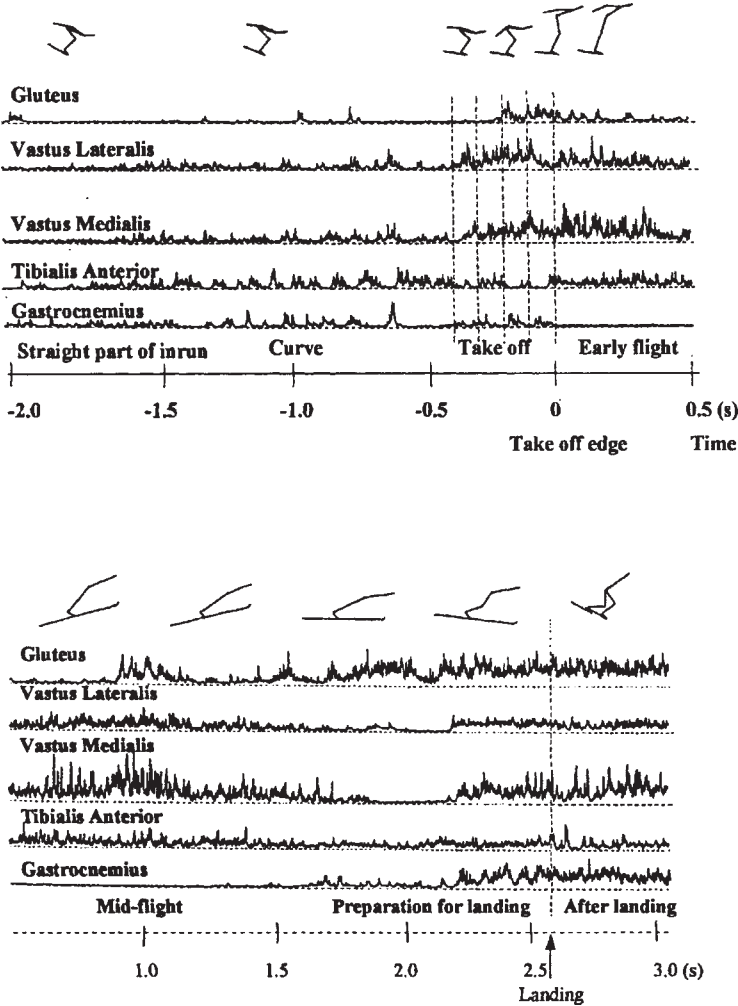 Gluteus
Vastus Lateralis
Vastus Medialis
Tibialis Anterior
Gastrocnemius
Straight part of inrun Curve Take off Early flight
-2.0 -1.5 -1.0 -0.5 0 0.5 (s)
Take off edge Time
Gluteus
Vastus Lateralis
Vastus Medialis
Tibialis Anterior
Gastrocnemius
Mid-flight Preparation for landing After landing
1.0 1.5 2.0 2.5 3.0 (s)
Landing